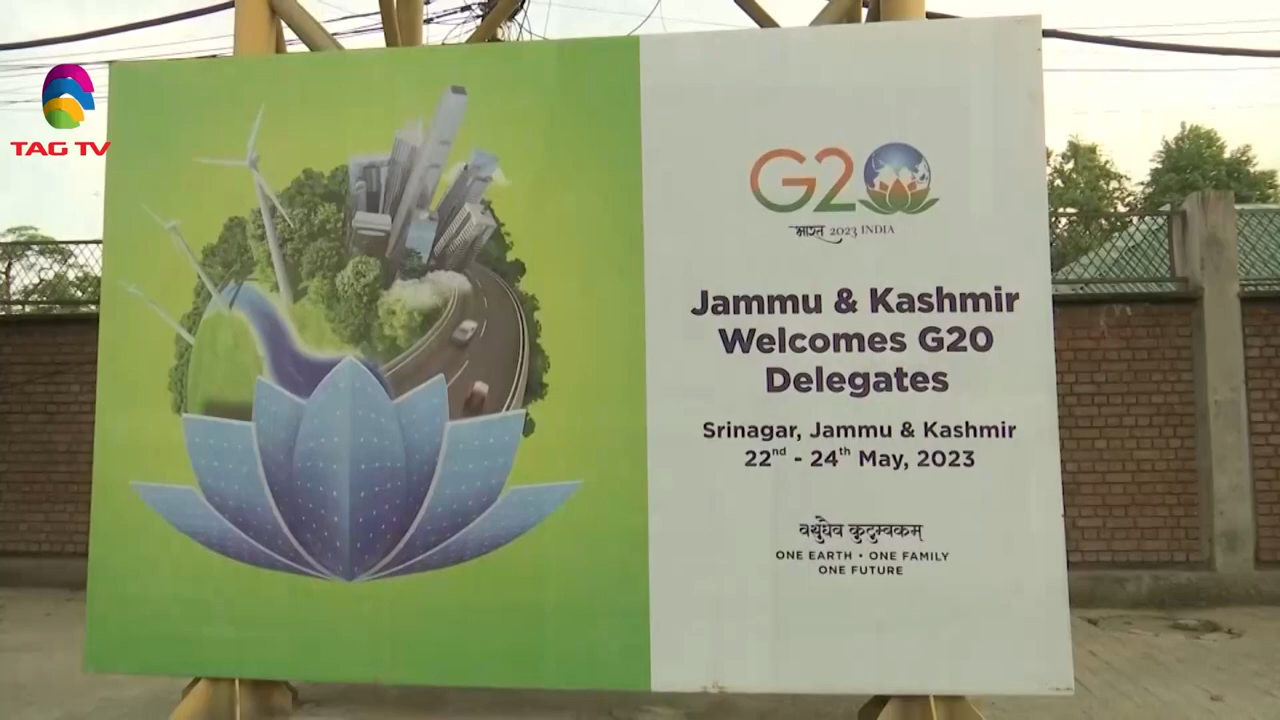 TAG TV
G20
भारत 2023 INDIA
Jammu & Kashmir
Welcomes G20
Delegates
Srinagar, Jammu & Kashmir
22nd - 24th May, 2023
वसुधैव कुटुम्बकम्
ONE EARTH • ONE FAMILY
ONE FUTURE